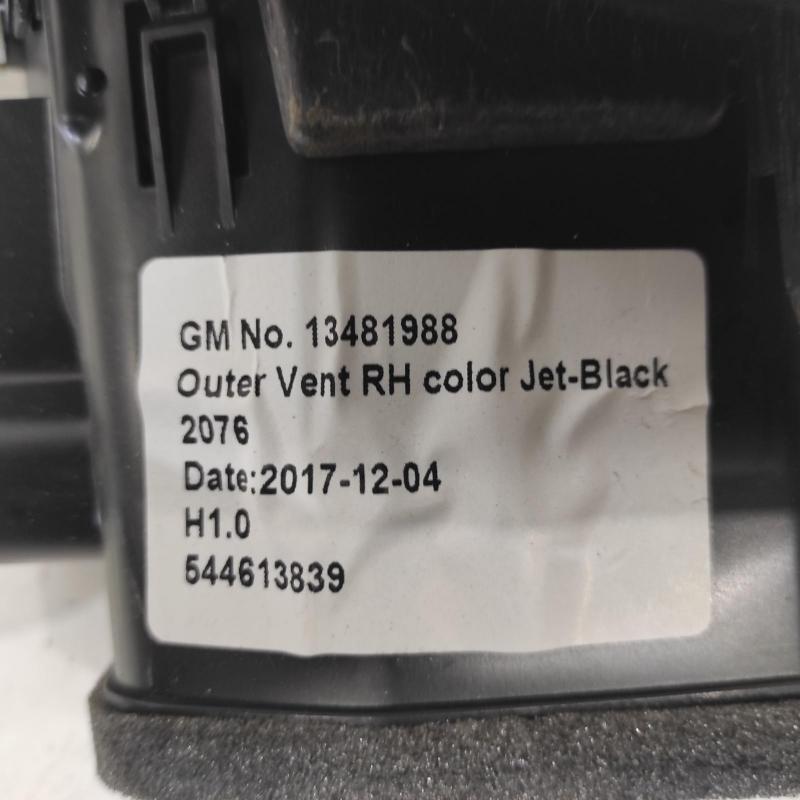 GM No. 13481988
Outer Vent RH color Jet-Black
2076
Date:2017-12-04
H1.0
544613839